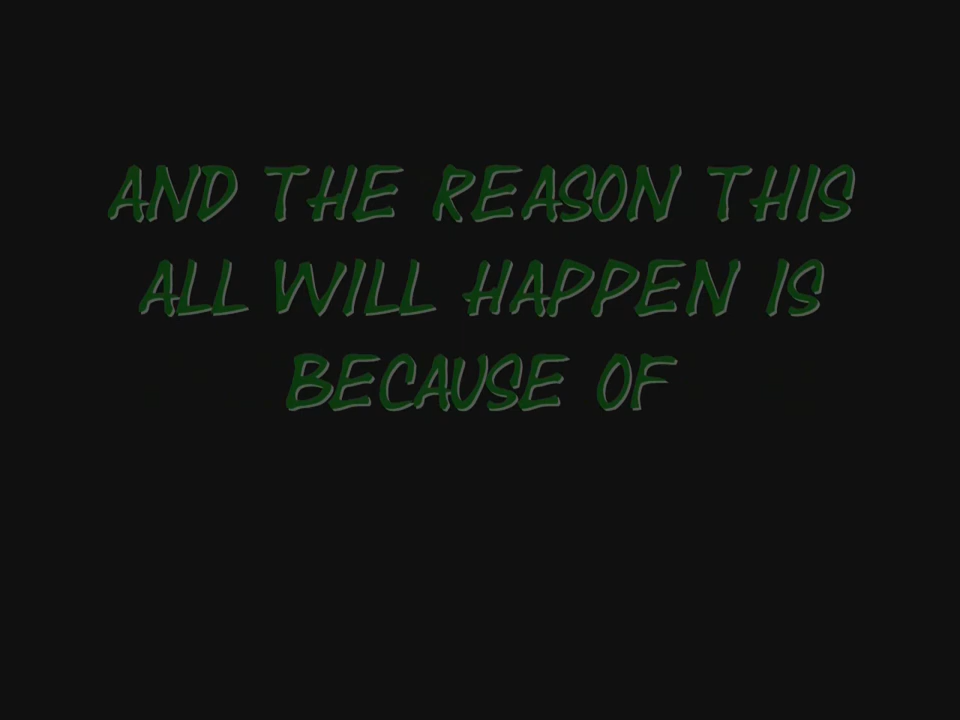 AND THE REASON THIS
ALL WILL HAPPEN IS
BECAUSE OF